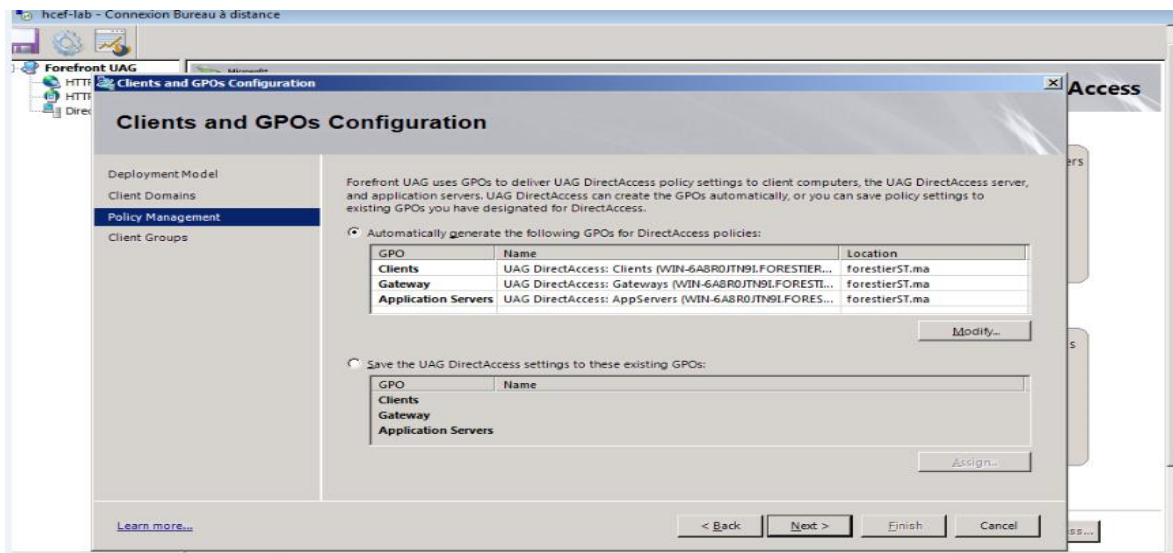 hcef-lab - Connexion Bureau à distance
Forefront UAG
HTT
HTT
Direc
Microsoft
Access
Clients and GPOs Configuration
Clients and GPOs Configuration
Deployment Model
Client Domains
Policy Management
Client Groups
Forefront UAG uses GPOs to deliver UAG DirectAccess policy settings to client computers, the UAG DirectAccess server,
and application servers. UAG DirectAccess can create the GPOs automatically, or you can save policy settings to
existing GPOs you have designated for DirectAccess.
Automatically generate the following GPOs for DirectAccess policies:
GPO Name Location
Clients UAG DirectAccess: Clients (WIN-6A8R0JTN9I.FORESTIER... forestierST.ma
Gateway UAG DirectAccess: Gateways (WIN-6A8R0JTN9I.FORESTI... forestierST.ma
Application Servers UAG DirectAccess: AppServers (WIN-6A8R0JTN9I.FORES... forestierST.ma
Modify...
Save the UAG DirectAccess settings to these existing GPOs:
GPO Name
Clients
Gateway
Application Servers
Assign...
Learn more...
< Back Next > Finish Cancel
ers
s
ss...